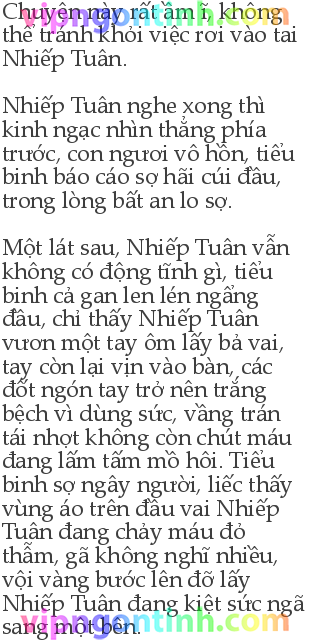 Chuyện này rất ầm ĩ, không
thể tránh khỏi việc rơi vào tai
Nhiếp Tuân.
Nhiếp Tuân nghe xong thì
kinh ngạc nhìn thẳng phía
trước, con ngươi vô hồn, tiểu
binh báo cáo sợ hãi cúi đầu,
trong lòng bất an lo sợ.
Một lát sau, Nhiếp Tuân vẫn
không có động tĩnh gì, tiểu
binh cả gan len lén ngẩng
đầu, chỉ thấy Nhiếp Tuân
vươn một tay ôm lấy bả vai,
tay còn lại vịn vào bàn, các
đốt ngón tay trở nên trắng
bệch vì dùng sức, vầng trán
tái nhợt không còn chút máu
đang lấm tấm mồ hôi. Tiểu
binh sợ ngây người, liếc thấy
vùng áo trên đầu vai Nhiếp
Tuân đang chảy máu đỏ
thẫm, gã không nghĩ nhiều,
vội vàng bước lên đỡ lấy
Nhiếp Tuân đang kiệt sức ngã
sang một bên.
vipngontinh.com
vipngontinh.com